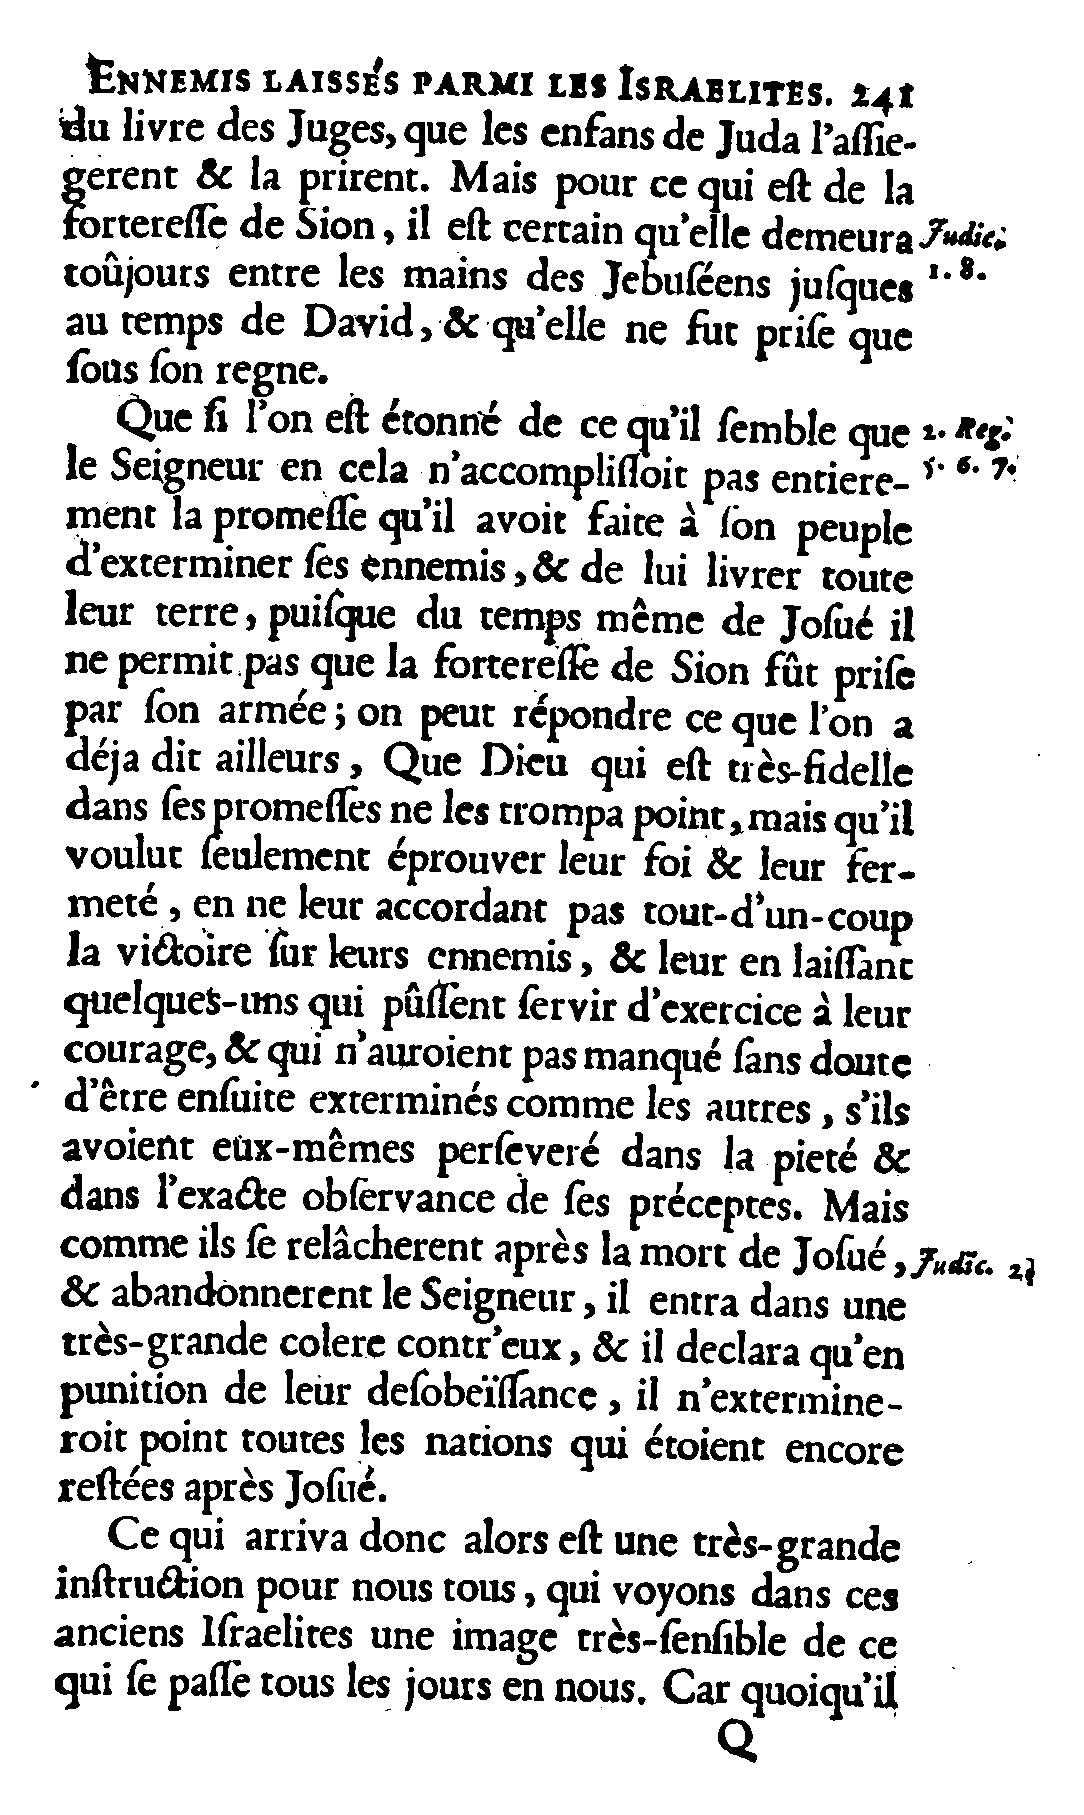 ENNEMIS LAISSÉS PARMI LES ISRAELITES. 241
du livre des Juges, que les enfans de Juda l'aſſie-
gerent & la prirent. Mais pour ce qui eſt de la
fortereſſe de Sion, il eſt certain qu'elle demeura
Judic.
toûjours entre les mains des Jebuſéens juſques
1. 8.
au temps de David, & qu'elle ne fut priſe que
ſous ſon regne.
Que ſi l'on eſt étonné de ce qu'il ſemble que
2. Reg.
le Seigneur en cela n'accompliſſoit pas entiere-
5. 6. 7.
ment la promeſſe qu'il avoit faite à ſon peuple
d'exterminer ſes ennemis, & de lui livrer toute
leur terre, puiſque du temps même de Joſué il
ne permit pas que la fortereſſe de Sion fût priſe
par ſon armée; on peut répondre ce que l'on a
déja dit ailleurs, Que Dieu qui eſt très-fidelle
dans ſes promeſſes ne les trompa point, mais qu'il
voulut ſeulement éprouver leur foi & leur fer-
meté, en ne leur accordant pas tout-d'un-coup
la victoire ſur leurs ennemis, & leur en laiſſant
quelques-uns qui pûſſent ſervir d'exercice à leur
courage, & qui n'auroient pas manqué ſans doute
d'être enſuite exterminés comme les autres, s'ils
avoient eux-mêmes perſeveré dans la pieté &
dans l'exacte obſervance de ſes préceptes. Mais
comme ils ſe relâcherent après la mort de Joſué,
Judic. 2.
& abandonnerent le Seigneur, il entra dans une
très-grande colere contr'eux, & il declara qu'en
punition de leur deſobeïſſance, il n'extermine-
roit point toutes les nations qui étoient encore
reſtées après Joſué.
Ce qui arriva donc alors eſt une très-grande
inſtruction pour nous tous, qui voyons dans ces
anciens Iſraelites une image très-ſenſible de ce
qui ſe paſſe tous les jours en nous. Car quoiqu'il
Q